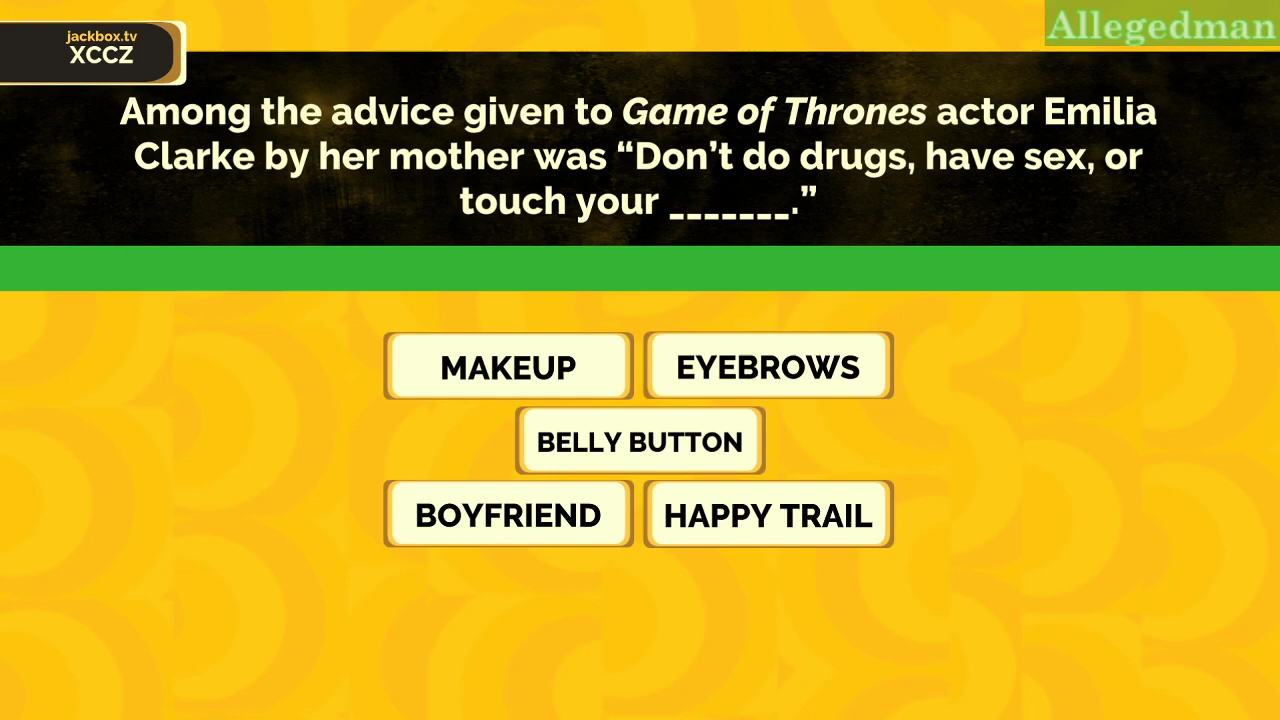 jackbox.tv
XCCZ
Allegedman
Among the advice given to Game of Thrones actor Emilia
Clarke by her mother was “Don’t do drugs, have sex, or
touch your _______.”
MAKEUP
EYEBROWS
BELLY BUTTON
BOYFRIEND
HAPPY TRAIL